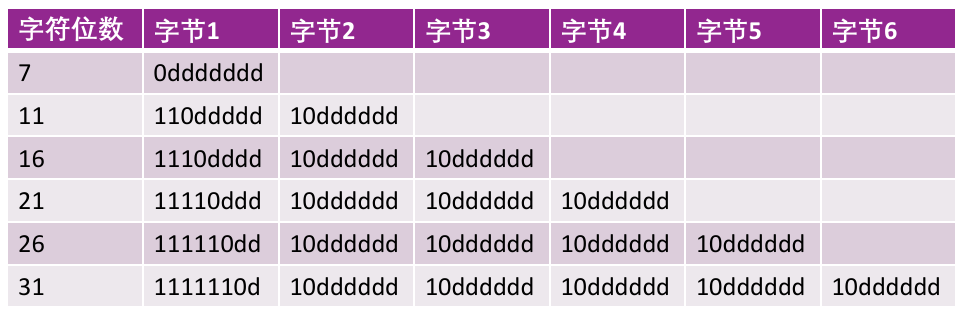 字符位数 字节1 字节2 字节3 字节4 字节5 字节6
7 0ddddddd
11 110ddddd 10dddddd
16 1110dddd 10dddddd 10dddddd
21 11110ddd 10dddddd 10dddddd 10dddddd
26 111110dd 10dddddd 10dddddd 10dddddd 10dddddd
31 1111110d 10dddddd 10dddddd 10dddddd 10dddddd 10dddddd